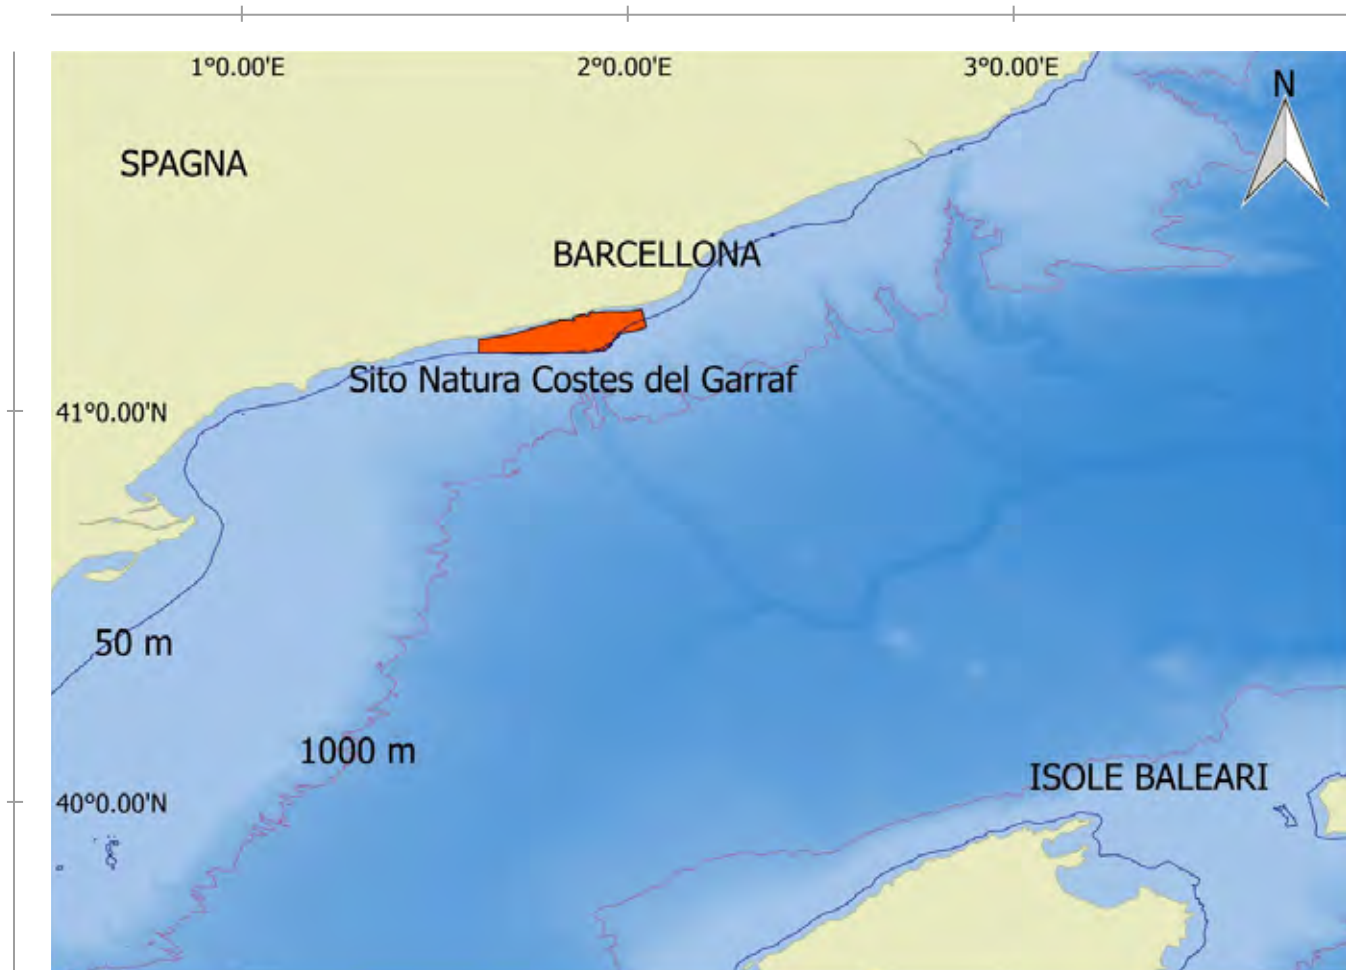 1°0.00'E
2°0.00'E
3°0.00'E
N
SPAGNA
BARCELLONA
Sito Natura Costes del Garraf
41°0.00'N
50 m
1000 m
ISOLE BALEARI
40°0.00'N